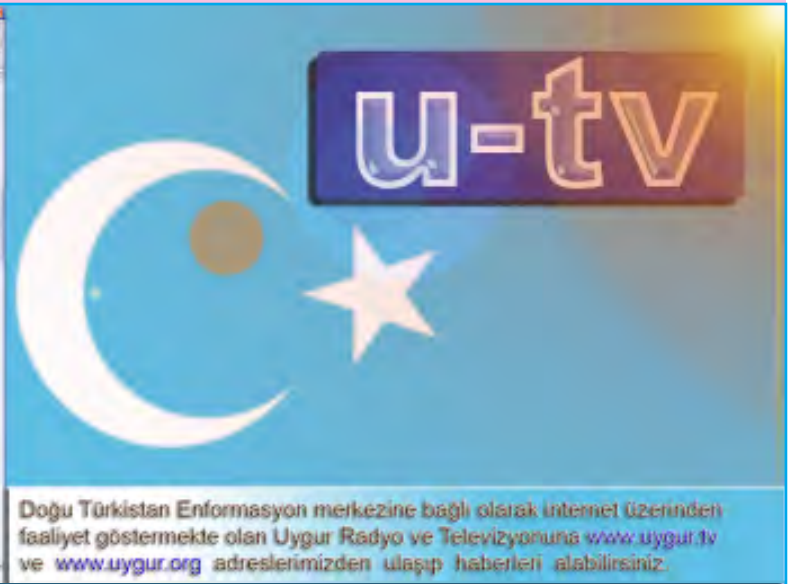 u-tv
Doğu Türkistan Enformasyon merkezine bağlı olarak internet üzerinden
faaliyet göstermekte olan Uygur Radyo ve Televizyonuna www.uygur.tv
ve www.uygur.org adreslerimizden ulaşıp haberleri alabilirsiniz.